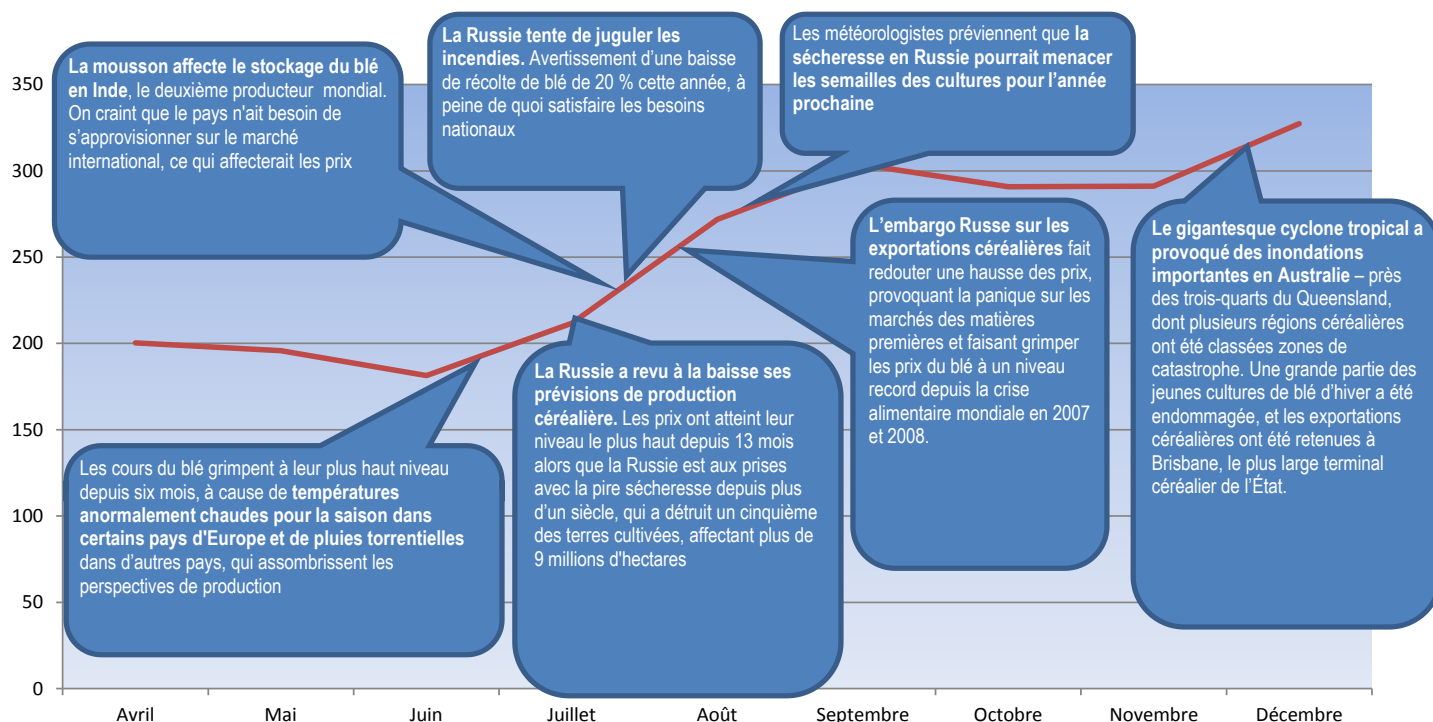 La mousson affecte le stockage du blé
en Inde, le deuxième producteur mondial.
On craint que le pays n'ait besoin de
s'approvisionner sur le marché
international, ce qui affecterait les prix
La Russie tente de juguler les
incendies. Avertissement d'une baisse
de récolte de blé de 20 % cette année, à
peine de quoi satisfaire les besoins
nationaux
Les météorologistes préviennent que la
sécheresse en Russie pourrait menacer
les semailles des cultures pour l'année
prochaine
350
300
250
200
150
100
50
0
Les cours du blé grimpent à leur plus haut niveau
depuis six mois, à cause de températures
anormalement chaudes pour la saison dans
certains pays d'Europe et de pluies torrentielles
dans d'autres pays, qui assombrissent les
perspectives de production
La Russie a revu à la baisse ses
prévisions de production
céréalière. Les prix ont atteint leur
niveau le plus haut depuis 13 mois
alors que la Russie est aux prises
avec la pire sécheresse depuis plus
d'un siècle, qui a détruit un cinquième
des terres cultivées, affectant plus de
9 millions d'hectares
L'embargo Russe sur les
exportations céréalières fait
redouter une hausse des prix,
provoquant la panique sur les
marchés des matières
premières et faisant grimper
les prix du blé à un niveau
record depuis la crise
alimentaire mondiale en 2007
et 2008.
Le gigantesque cyclone tropical a
provoqué des inondations
importantes en Australie – près
des trois-quarts du Queensland,
dont plusieurs régions céréalières
ont été classées zones de
catastrophe. Une grande partie des
jeunes cultures de blé d'hiver a été
endommagée, et les exportations
céréalières ont été retenues à
Brisbane, le plus large terminal
céréalier de l'État.
Avril
Mai
Juin
Juillet
Août
Septembre
Octobre
Novembre
Décembre